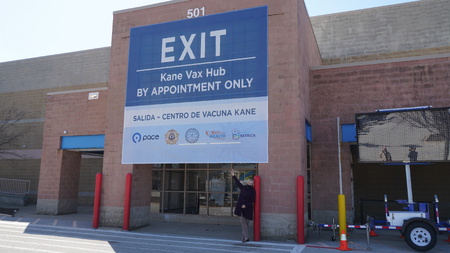 501
EXIT
Kane Vax Hub
BY APPOINTMENT ONLY
SALIDA – CENTRO DE VACUNA KANE
pace